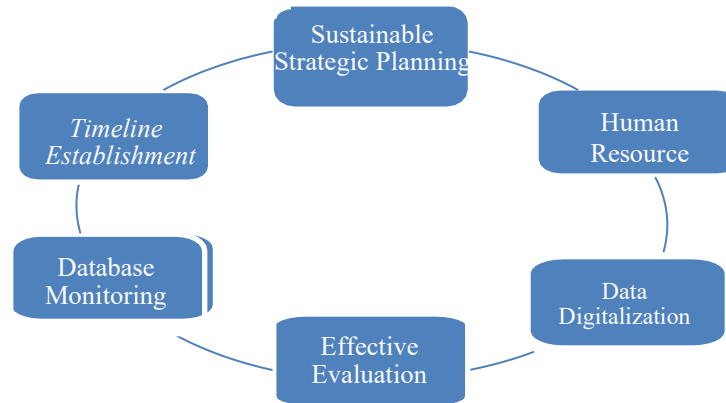 Sustainable
Strategic Planning
Human
Resource
Data
Digitalization
Effective
Evaluation
Database
Monitoring
Timeline
Establishment